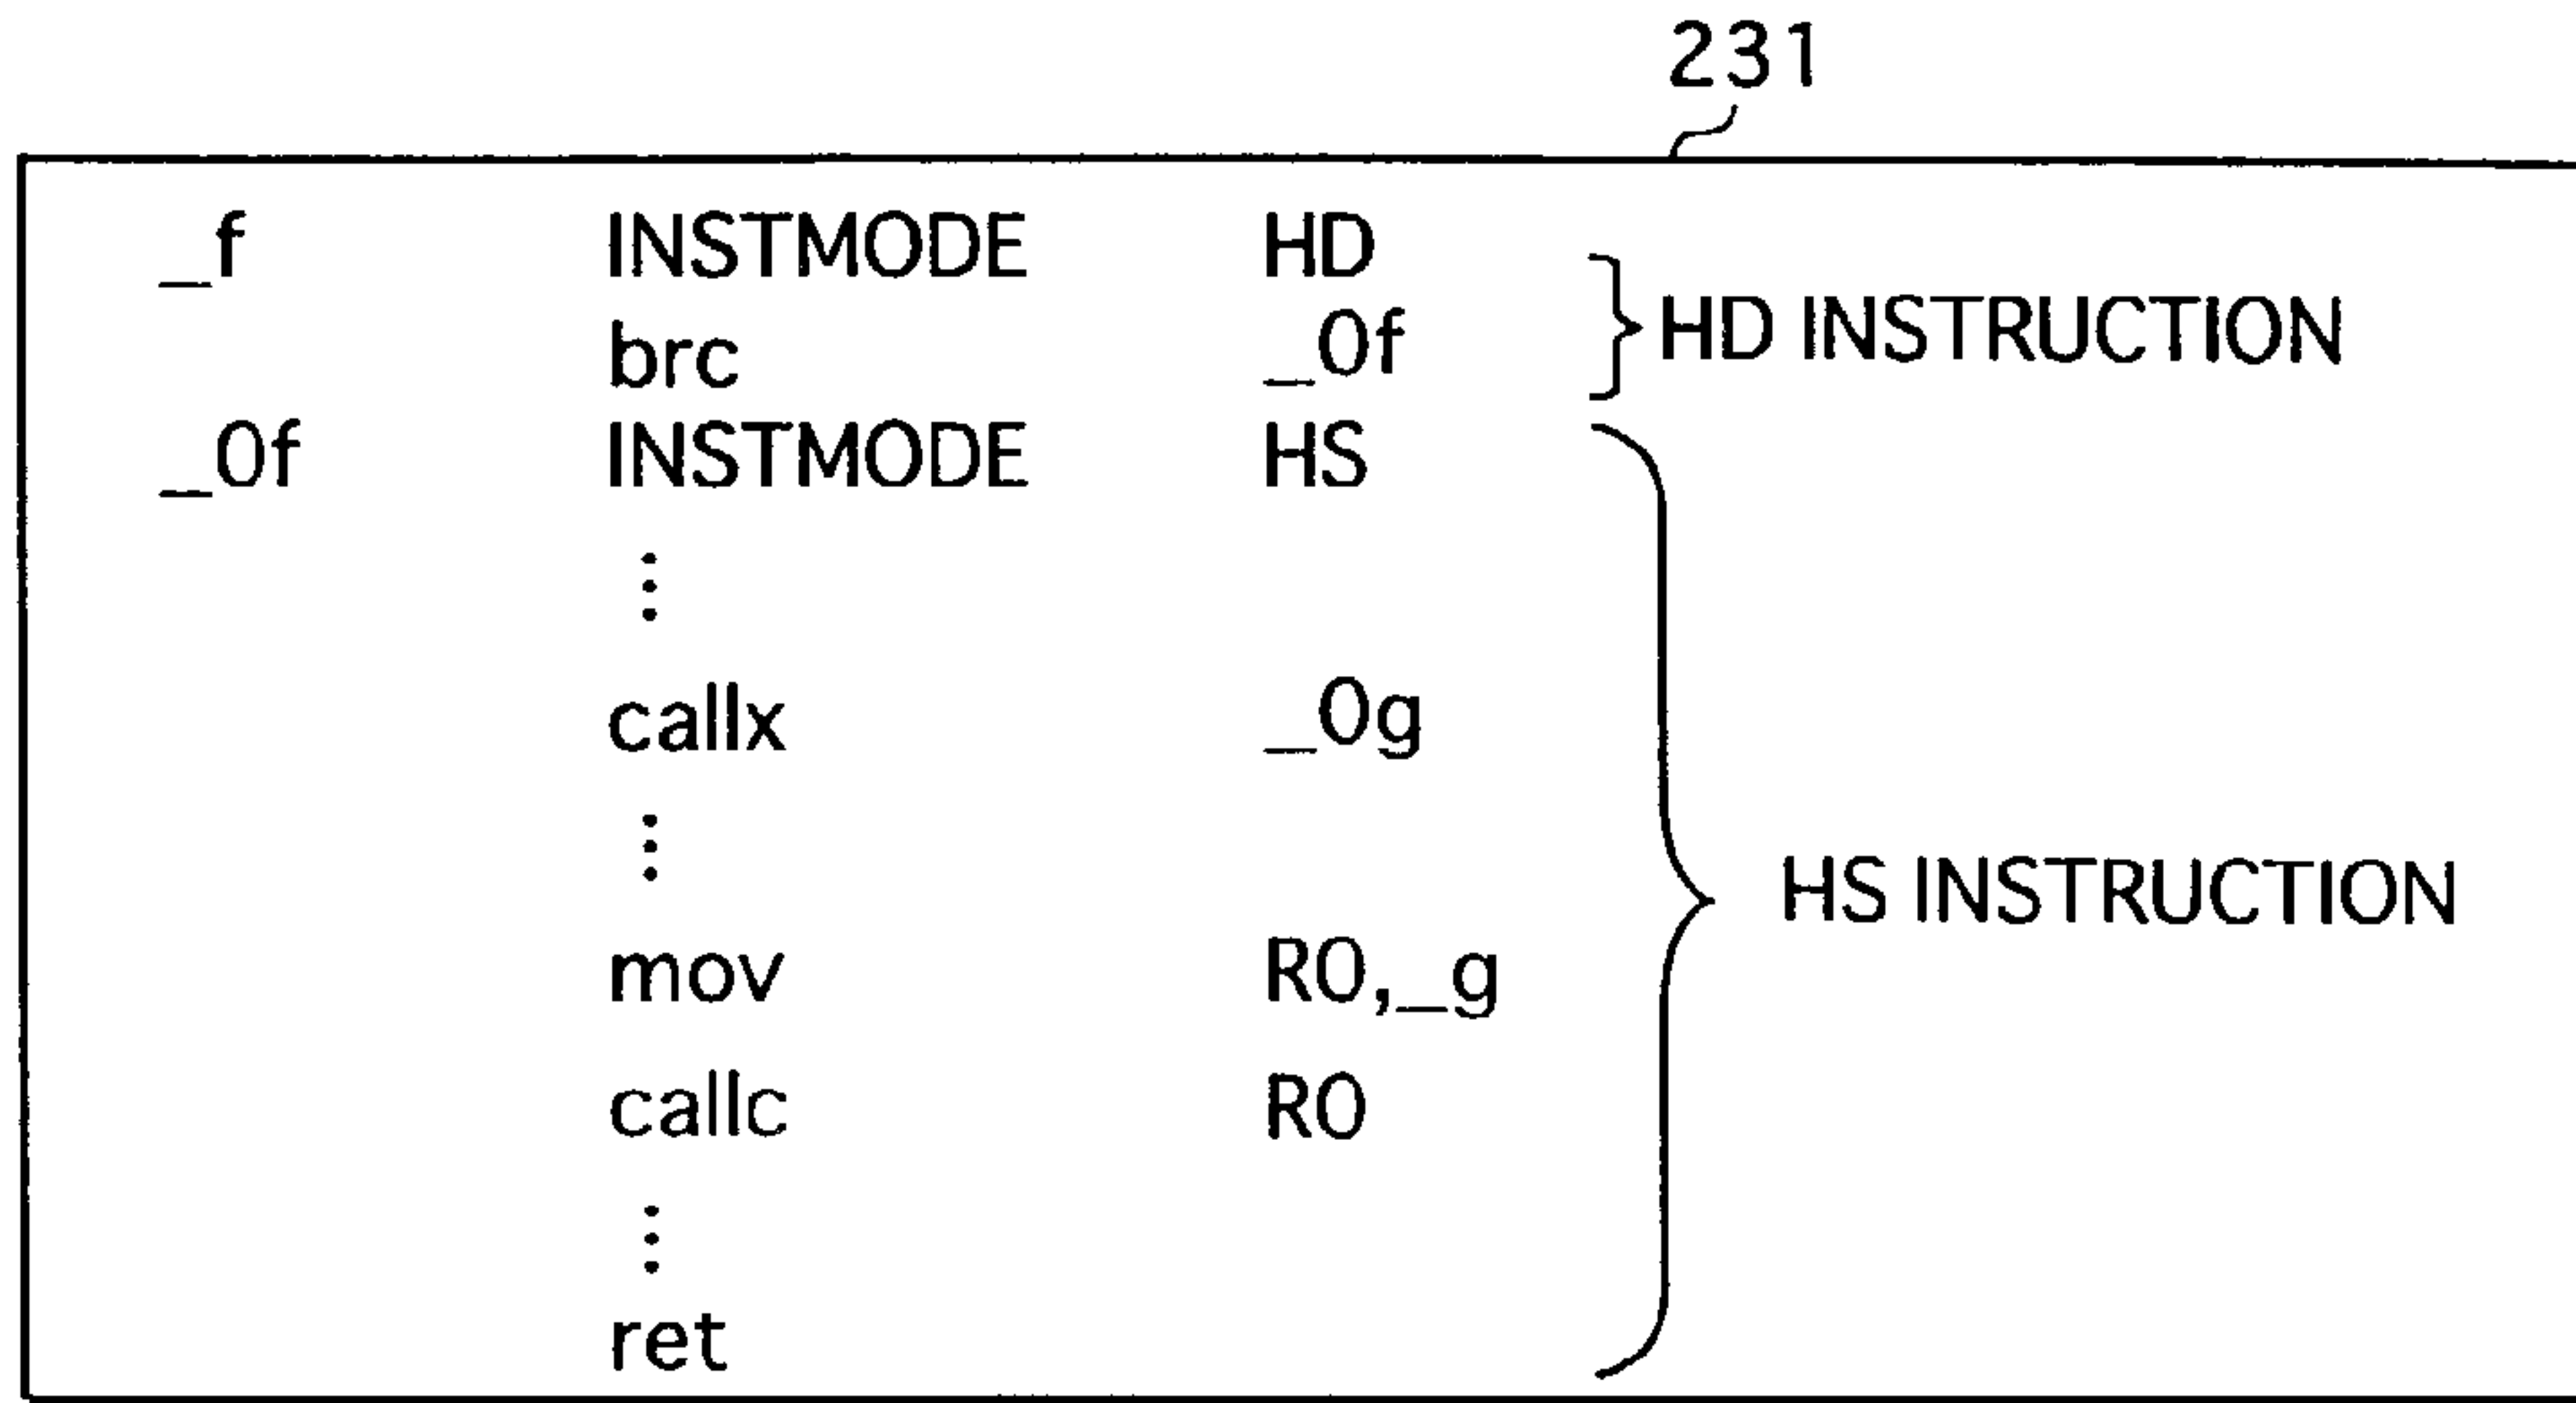 231
_f INSTMODE HD
brc _0f
HD INSTRUCTION
_0f INSTMODE HS
⋮
callx _0g
⋮
HS INSTRUCTION
mov R0,_g
callc R0
⋮
ret